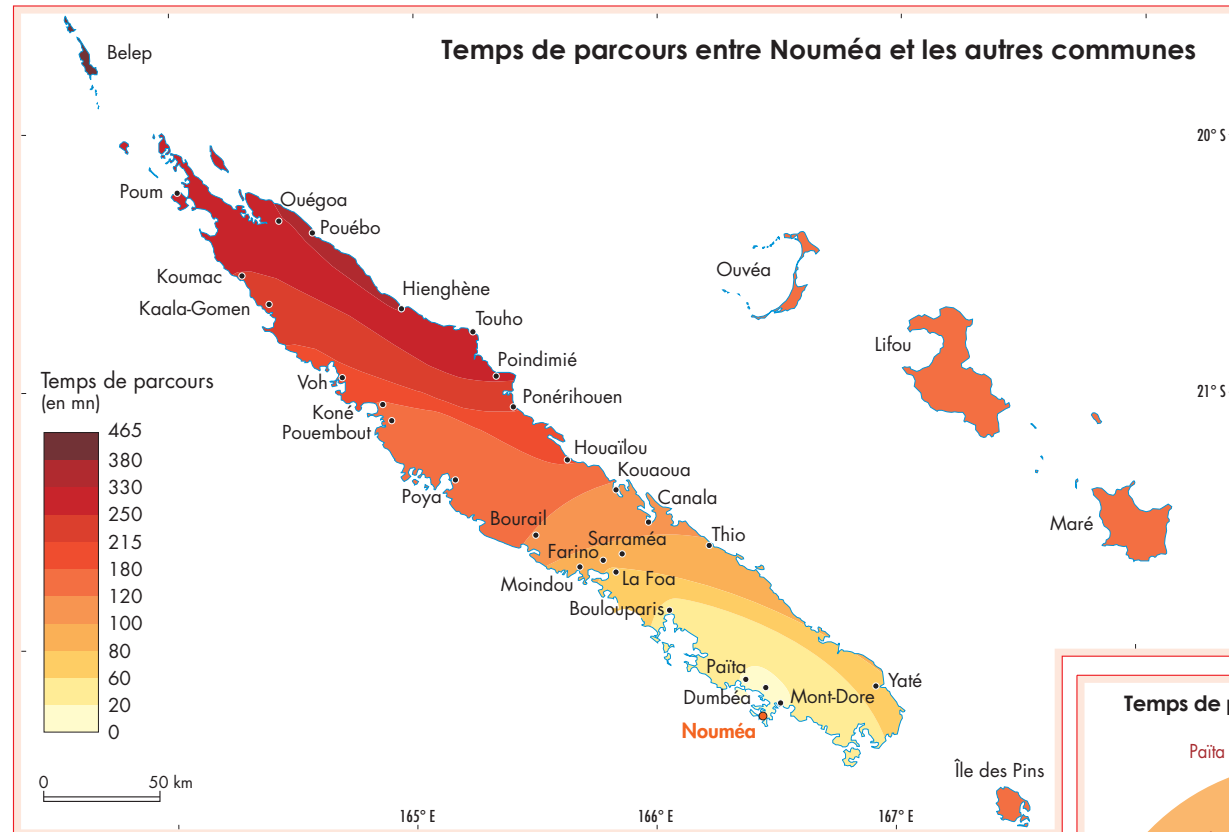 Temps de parcours entre Nouméa et les autres communes
Belep
20° S
Poum
Ouégoa
Pouébo
Ouvéa
Koumac
Kaala-Gomen
Hienghène
Touho
Lifou
Poindimié
Temps de parcours
(en mn)
Voh
Ponérihouen
21° S
Koné
Pouembout
465
380
330
250
215
180
120
100
80
60
20
0
Houaïlou
Kouaoua
Poya
Canala
Bourail
Maré
Sarraméa
Thio
Farino
Moindou
La Foa
Boulouparis
Païta
Yaté
Dumbéa
Mont-Dore
Nouméa
Temps de p
Païta
Île des Pins
0
50 km
165° E
166° E
167° E